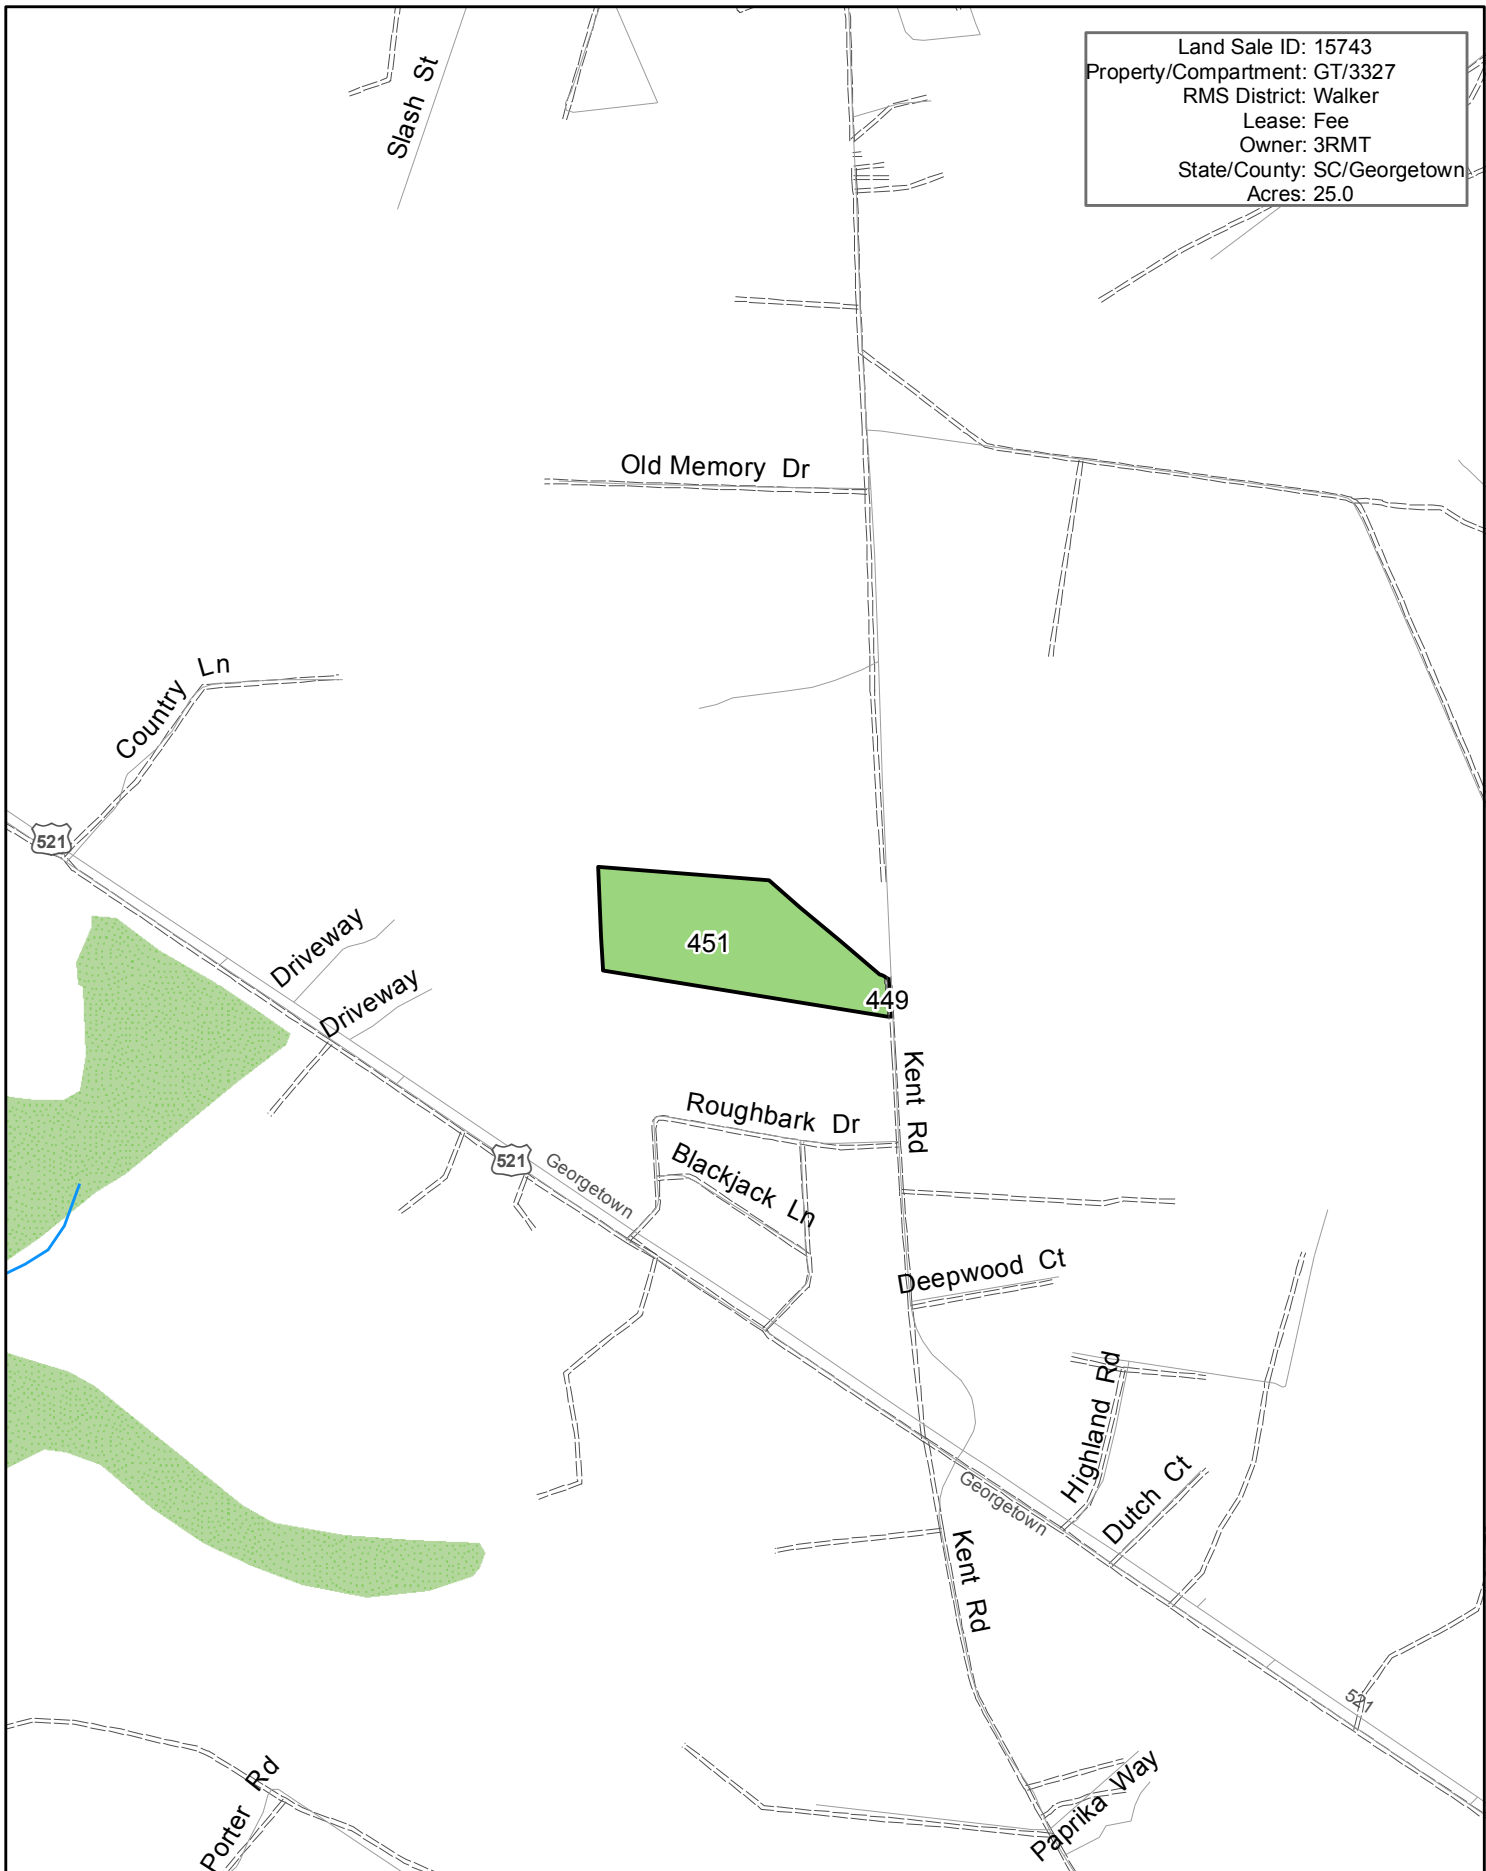 Land Sale ID: 15743
Property/Compartment: GT/3327
RMS District: Walker
Lease: Fee
Owner: 3RMT
State/County: SC/Georgetown
Acres: 25.0
Slash St
Old Memory Dr
Country Ln
521
Driveway
451
Driveway
449
Kent Rd
Roughbark Dr
521
Georgetown
Blackjack Ln
Deepwood Ct
Highland Rd
Georgetown
Dutch Ct
Kent Rd
521
Porter Rd
Paprika Way